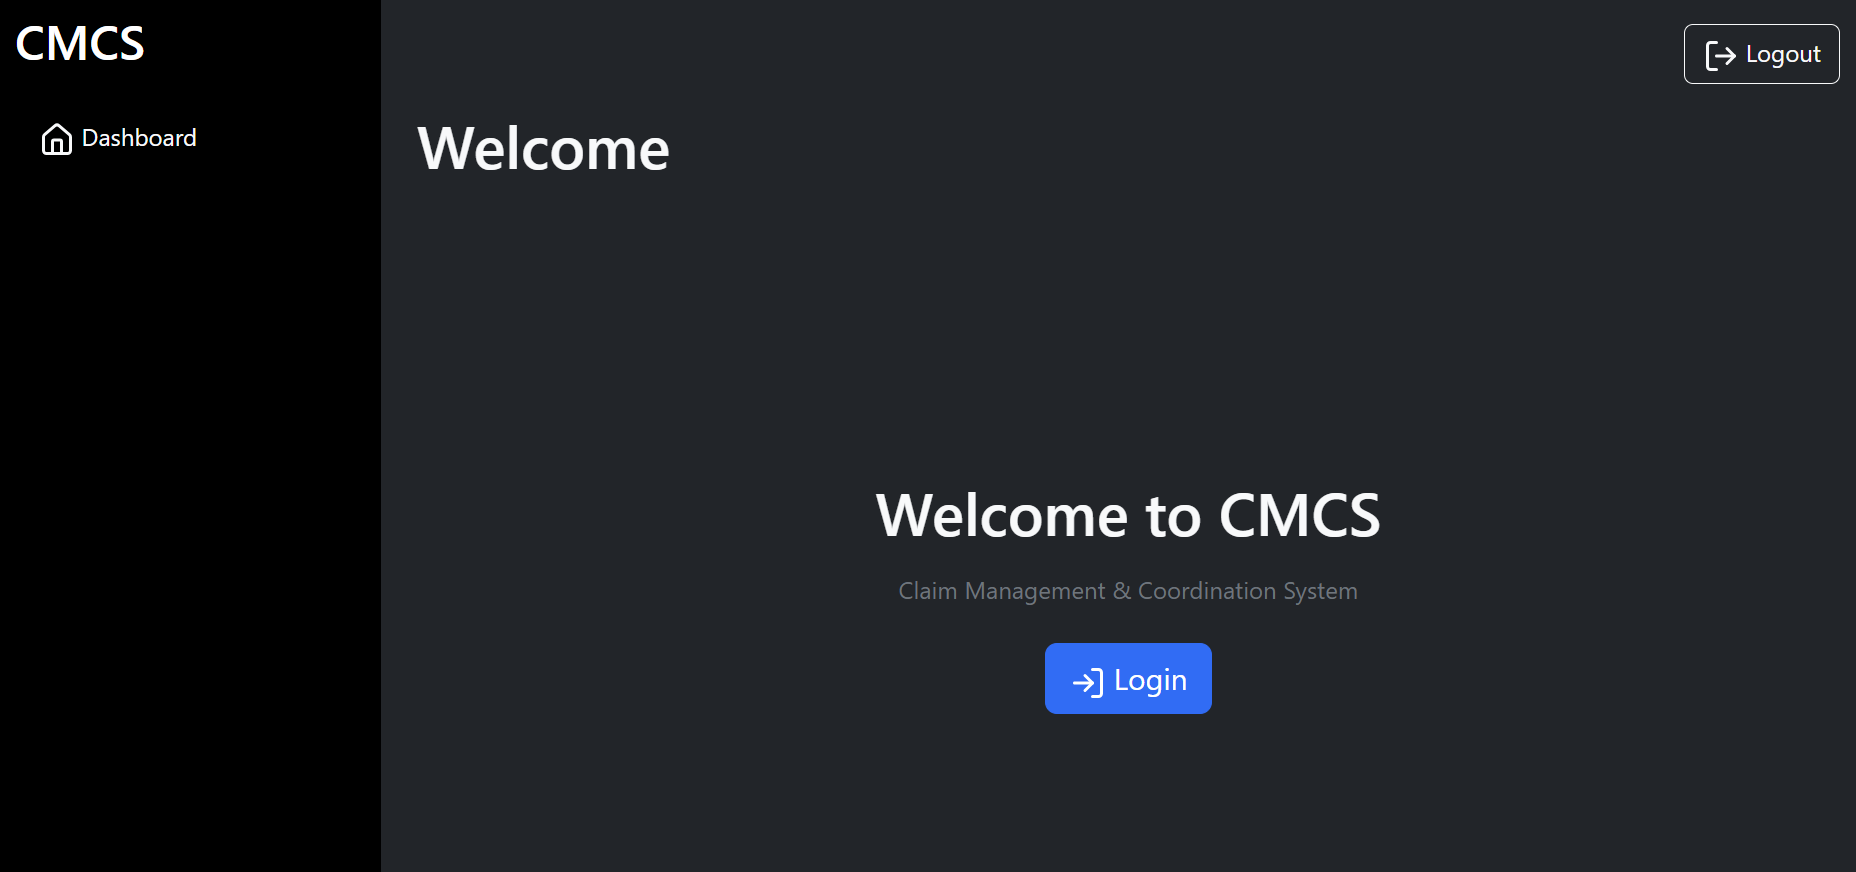 CMCS
Dashboard
Logout
Welcome
Welcome to CMCS
Claim Management & Coordination System
Login